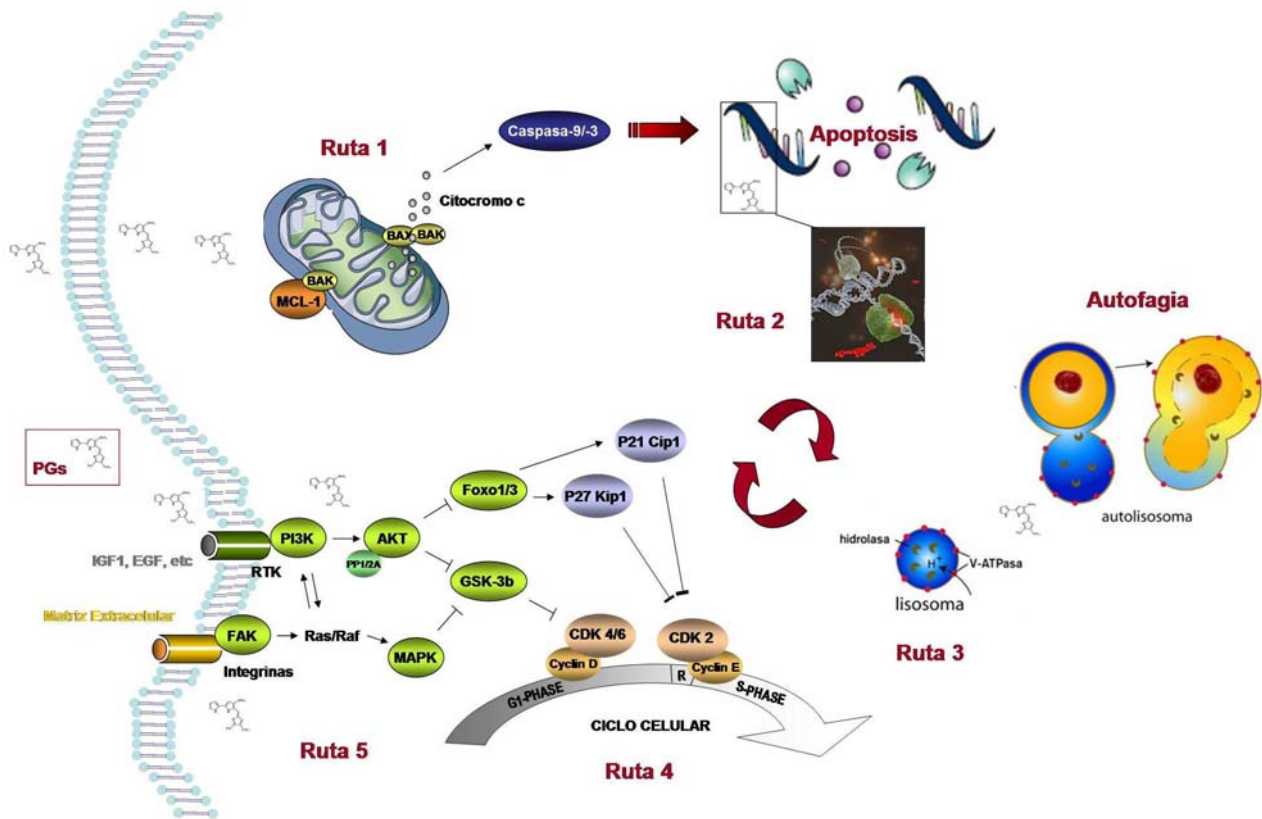 Ruta 1
Caspasa-9/-3
Apoptosis
Citocromo c
BAX
BAK
BAK
MCL-1
Ruta 2
Autofagia
autolisosoma
PGs
P21 Cip1
Foxo1/3
P27 Kip1
PI3K
AKT
PP1/2A
IGF1, EGF, etc
RTK
GSK-3b
hidrolasa
H+
V-ATPasa
lisosoma
Matriz Extracelular
FAK
Ras/Raf
Integrinas
MAPK
CDK 4/6
CDK 2
Cyclin D
Cyclin E
Ruta 3
G1-PHASE
R
S-PHASE
CICLO CELULAR
Ruta 5
Ruta 4